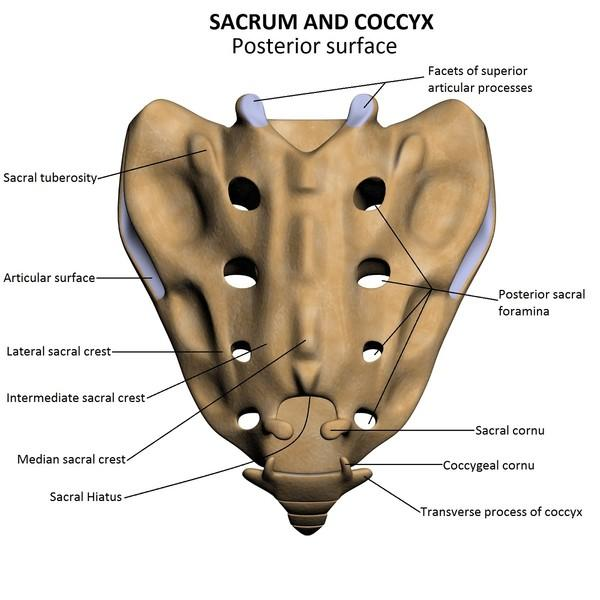 SACRUM AND COCCYX
Posterior surface
Facets of superior
articular processes
Sacral tuberosity
Articular surface
Posterior sacral
foramina
Lateral sacral crest
Intermediate sacral crest
Sacral cornu
Median sacral crest
Coccygeal cornu
Sacral Hiatus
Transverse process of coccyx